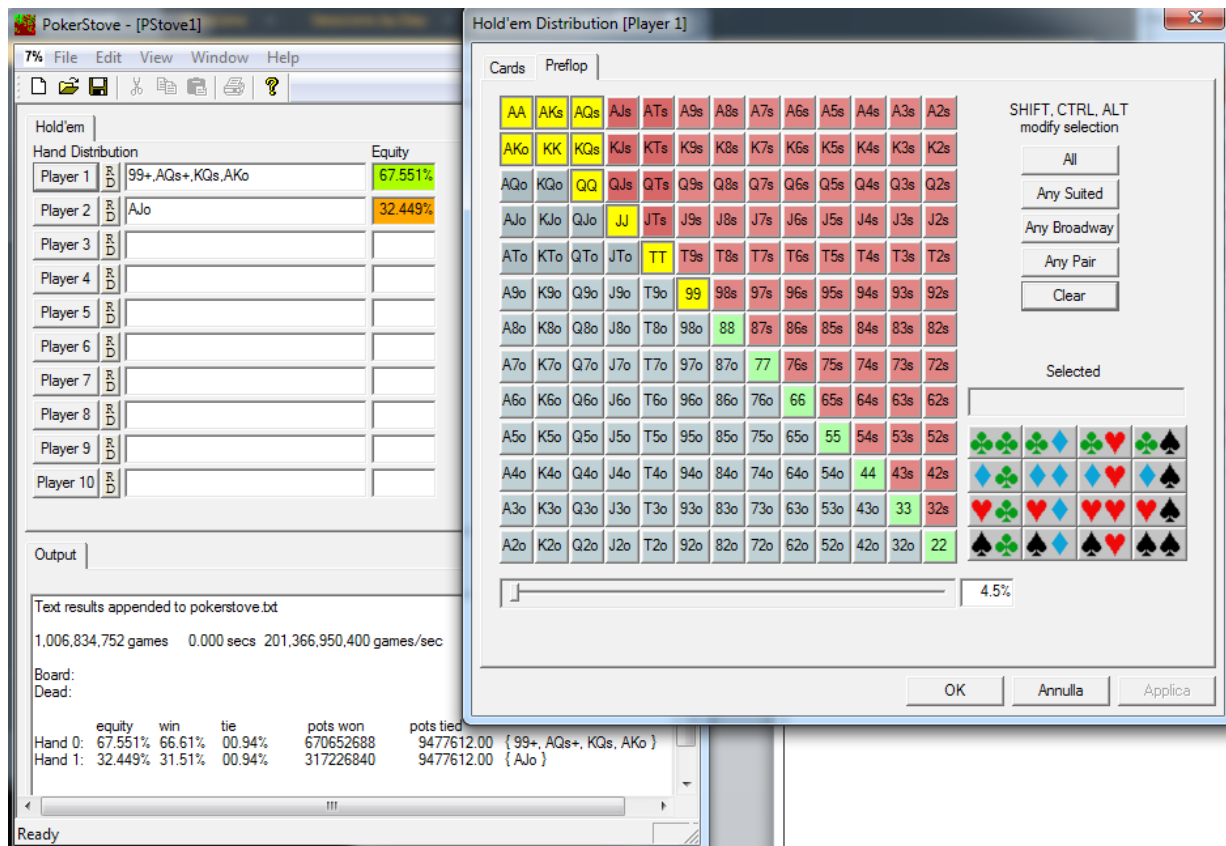 PokerStove - [PStove1]
7% File Edit View Window Help
Hold'em
Hand Distribution Equity
Player 1 R D 99+,AQs+,KQs,AKo 67.551%
Player 2 R D AJo 32.449%
Player 3 R D
Player 4 R D
Player 5 R D
Player 6 R D
Player 7 R D
Player 8 R D
Player 9 R D
Player 10 R D
Output
Text results appended to pokerstove.txt
1,006,834,752 games 0.000 secs 201,366,950,400 games/sec
Board:
Dead:
equity win tie pots won pots tied
Hand 0: 67.551% 66.61% 00.94% 670652688 9477612.00 { 99+, AQs+, KQs, AKo }
Hand 1: 32.449% 31.51% 00.94% 317226840 9477612.00 { AJo }
Ready
Hold'em Distribution [Player 1]
Cards Preflop
AA AKs AQs AJs ATs A9s A8s A7s A6s A5s A4s A3s A2s
AKo KK KQs KJs KTs K9s K8s K7s K6s K5s K4s K3s K2s
AQo KQo QQ QJs QTs Q9s Q8s Q7s Q6s Q5s Q4s Q3s Q2s
AJo KJo QJo JJ JTs J9s J8s J7s J6s J5s J4s J3s J2s
ATo KTo QTo JTo TT T9s T8s T7s T6s T5s T4s T3s T2s
A9o K9o Q9o J9o T9o 99 98s 97s 96s 95s 94s 93s 92s
A8o K8o Q8o J8o T8o 98o 88 87s 86s 85s 84s 83s 82s
A7o K7o Q7o J7o T7o 97o 87o 77 76s 75s 74s 73s 72s
A6o K6o Q6o J6o T6o 96o 86o 76o 66 65s 64s 63s 62s
A5o K5o Q5o J5o T5o 95o 85o 75o 65o 55 54s 53s 52s
A4o K4o Q4o J4o T4o 94o 84o 74o 64o 54o 44 43s 42s
A3o K3o Q3o J3o T3o 93o 83o 73o 63o 53o 43o 33 32s
A2o K2o Q2o J2o T2o 92o 82o 72o 62o 52o 42o 32o 22
SHIFT, CTRL, ALT
modify selection
All
Any Suited
Any Broadway
Any Pair
Clear
Selected
4.5%
OK Annulla Applica